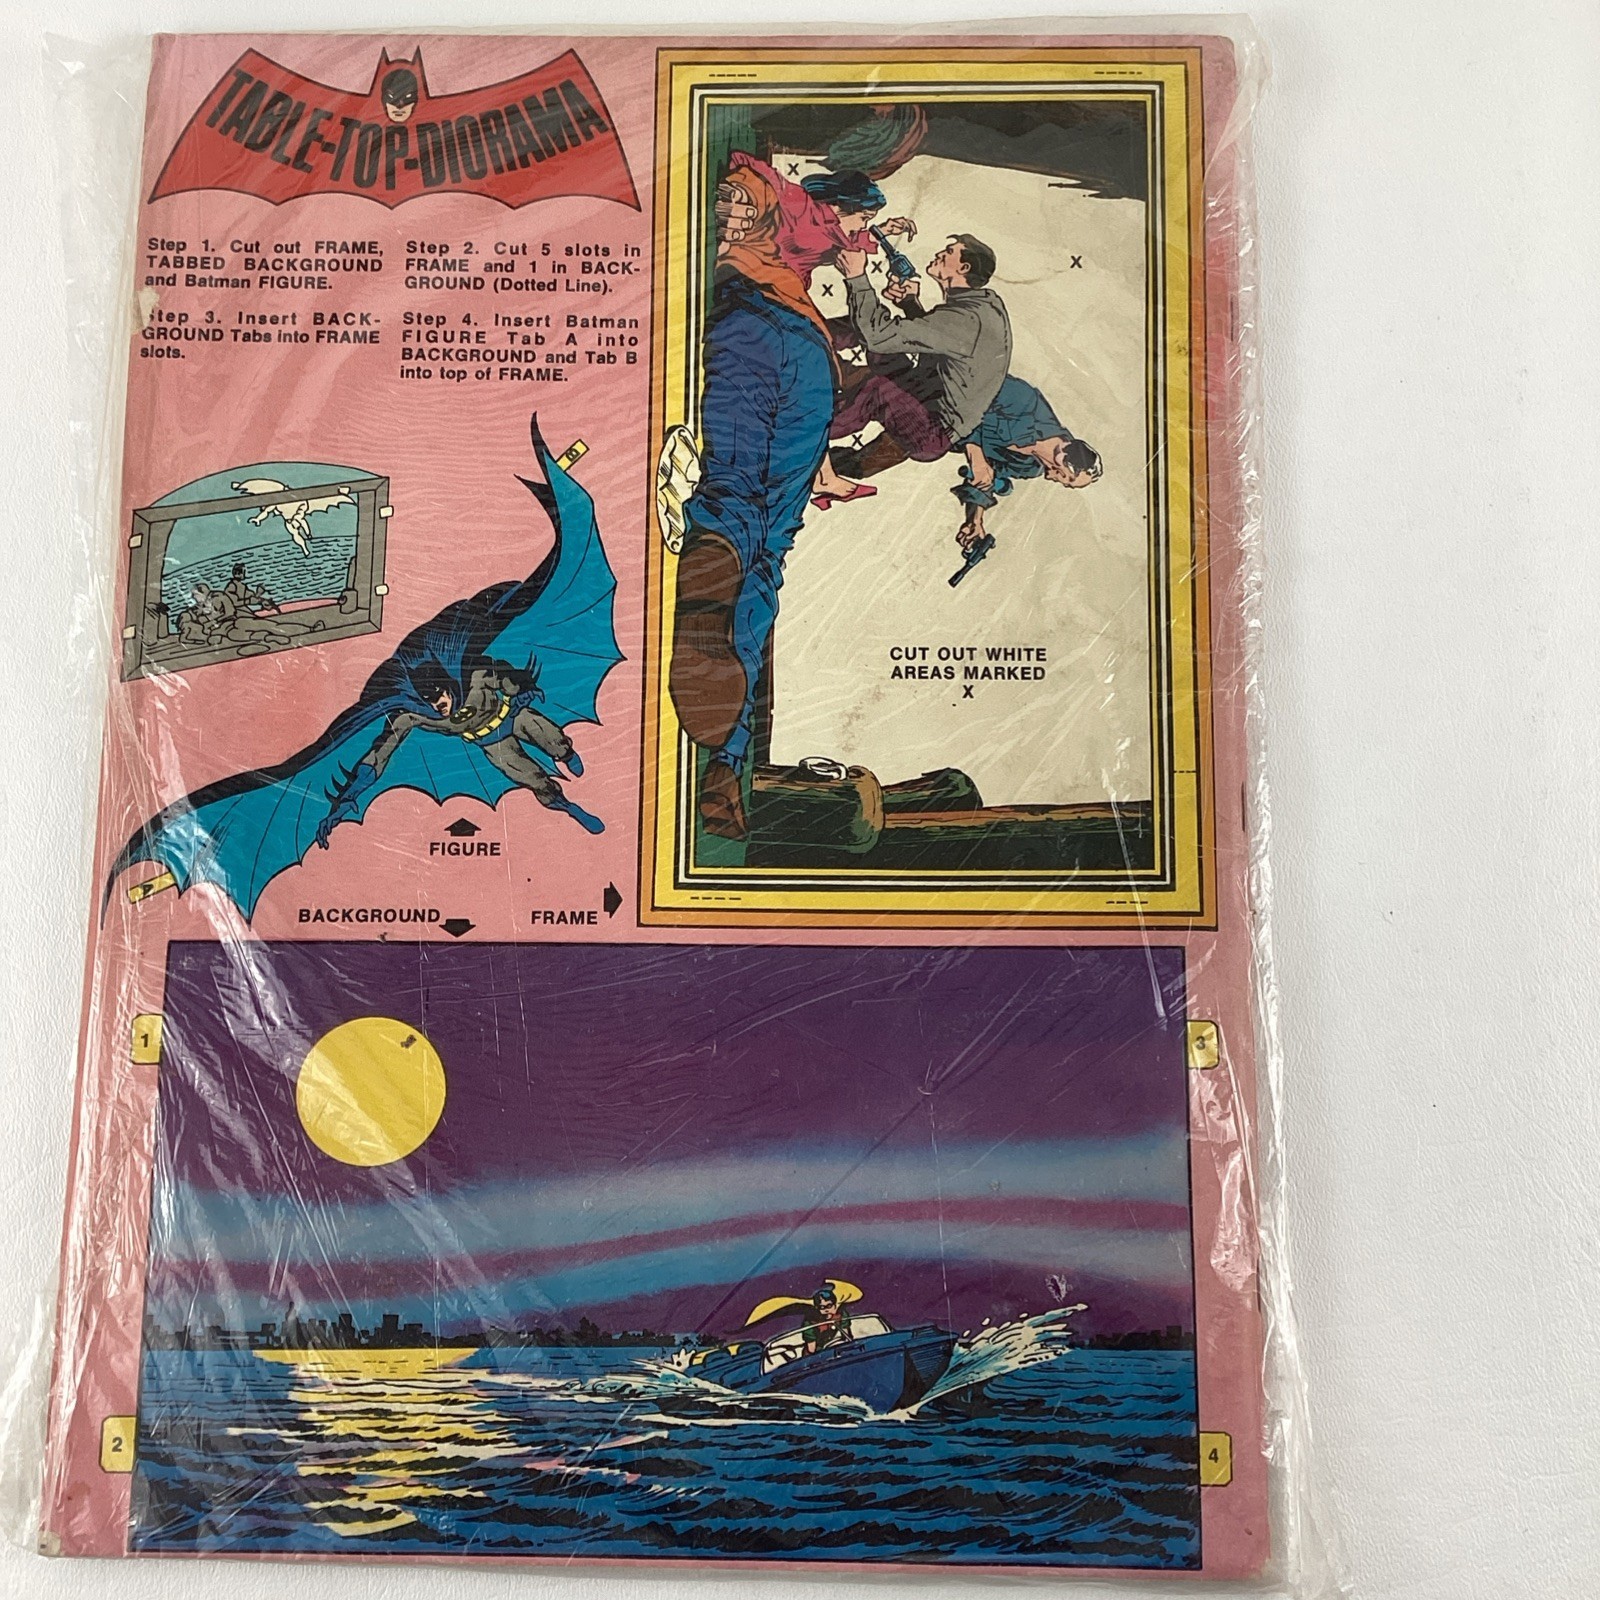 TABLE-TOP-DIORAMA
Step 1. Cut out FRAME,
TABBED BACKGROUND
and Batman FIGURE.
Step 2. Cut 5 slots in
FRAME and 1 in BACK-
GROUND (Dotted Line).
Step 3. Insert BACK-
GROUND Tabs into FRAME
slots.
Step 4. Insert Batman
FIGURE Tab A into
BACKGROUND and Tab B
into top of FRAME.
B
A
FIGURE
BACKGROUND
FRAME
X
X
X
X
X
X
CUT OUT WHITE
AREAS MARKED
X
1
3
2
4